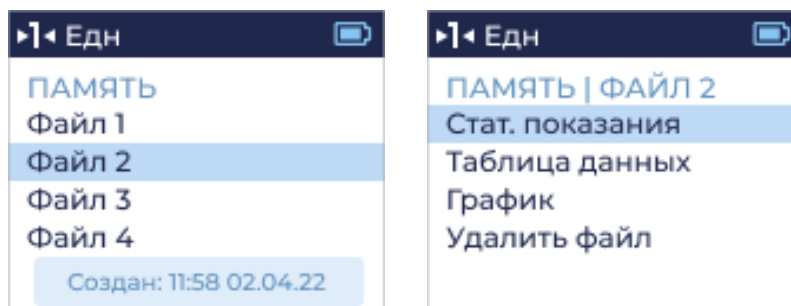 Едн
ПАМЯТЬ
Файл 1
Файл 2
Файл 3
Файл 4
Создан: 11:58 02.04.22
Едн
ПАМЯТЬ | ФАЙЛ 2
Стат. показания
Таблица данных
График
Удалить файл